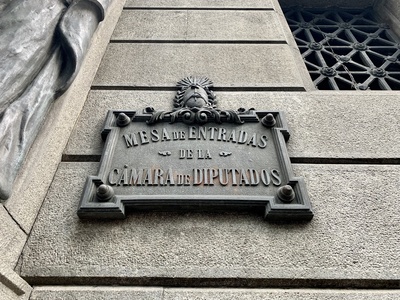 MESA DE ENTRADAS
DE LA
CÁMARA DE DIPUTADOS